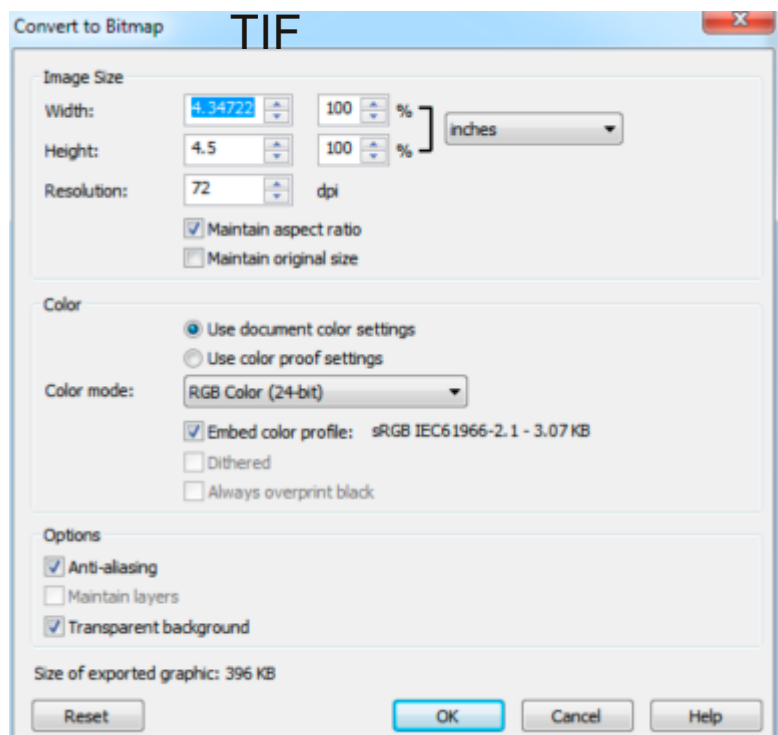 Convert to Bitmap TIF
Image Size
Width: 4.34722 100 % inches
Height: 4.5 100 %
Resolution: 72 dpi
Maintain aspect ratio
Maintain original size
Color
Use document color settings
Use color proof settings
Color mode: RGB Color (24-bit)
Embed color profile: sRGB IEC61966-2.1 - 3.07 KB
Dithered
Always overprint black
Options
Anti-aliasing
Maintain layers
Transparent background
Size of exported graphic: 396 KB
Reset OK Cancel Help